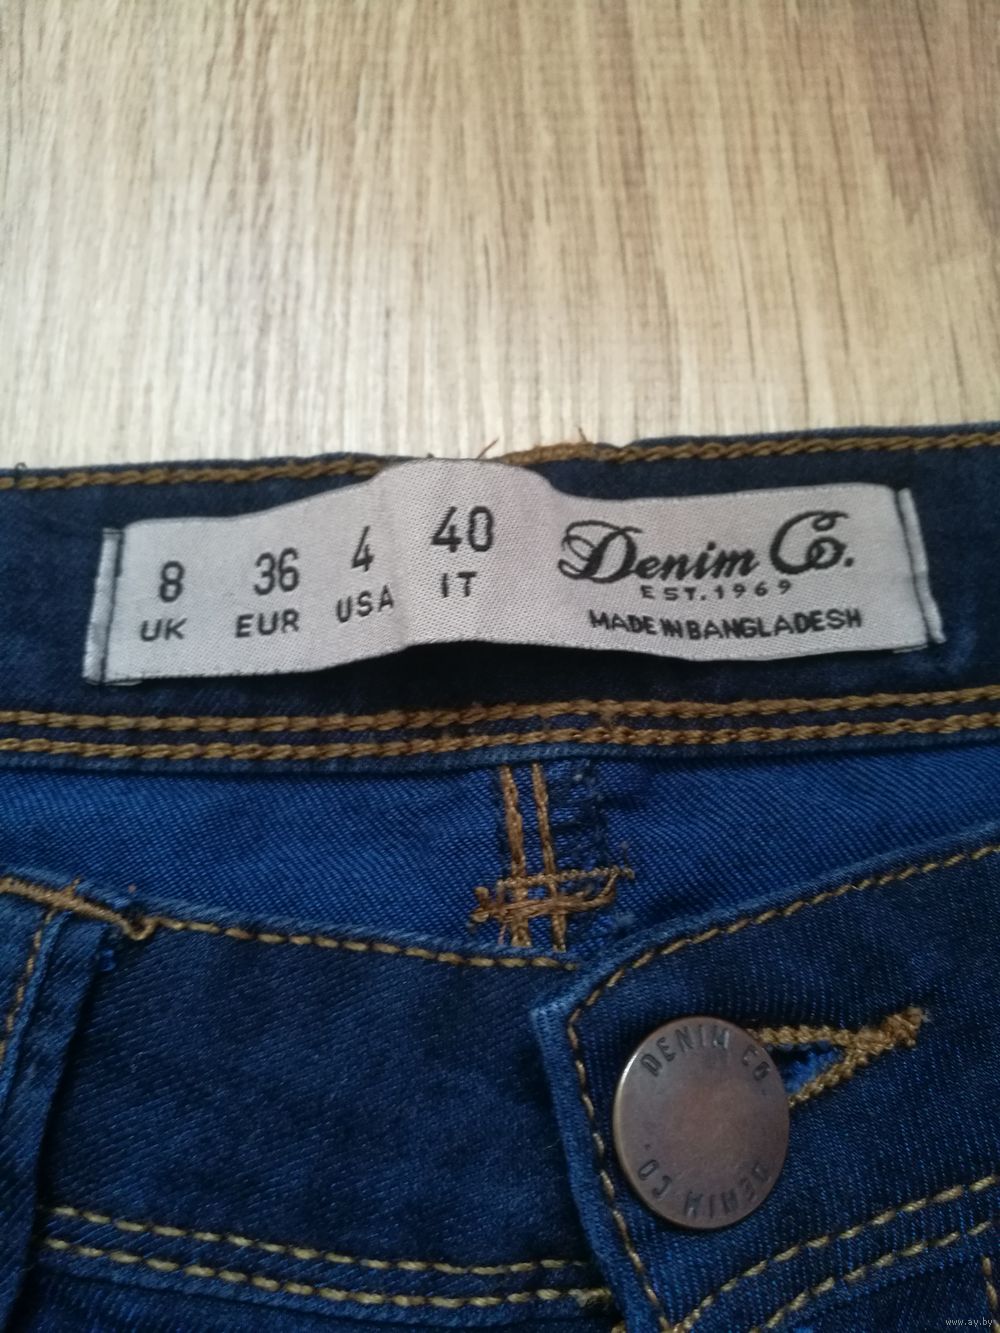 8 36 4 40
UK EUR USA IT
Denim Co.
EST. 1969
MADE IN BANGLADESH
DENIM CO
DENIM CO.
www.ay.by